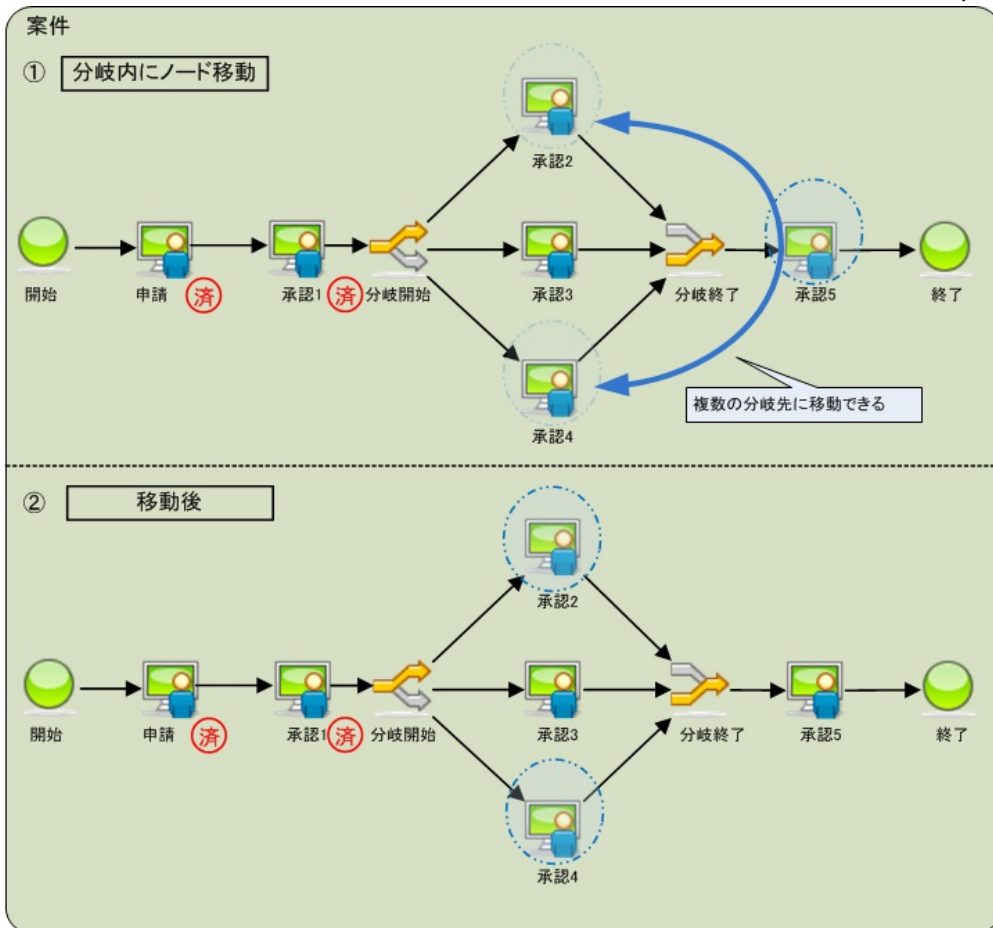 案件
① 分岐内にノード移動
承認2
開始
申請
済
承認1
済
分岐開始
承認3
分岐終了
承認5
終了
複数の分岐先に移動できる
承認4
② 移動後
承認2
開始
申請
済
承認1
済
分岐開始
承認3
分岐終了
承認5
終了
承認4